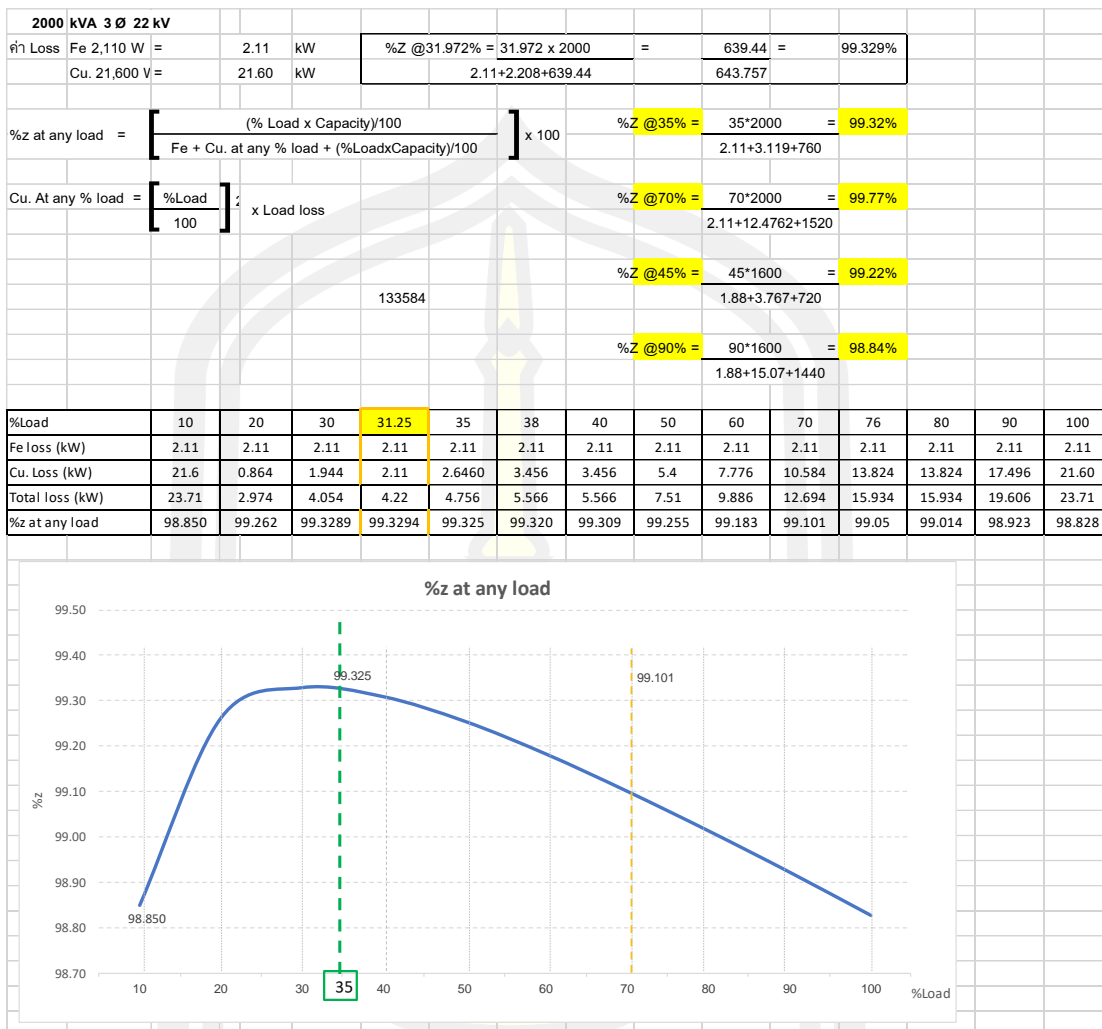 2000 kVA 3 Ø 22 kV
ค่า Loss Fe 2,110 W = 2.11 kW %Z @31.972% = 31.972 x 2000 = 639.44 = 99.329%
Cu. 21,600 = 21.60 kW 2.11+2.208+639.44 643.757
%z at any load = [ (% Load x Capacity)/100 ] x 100 %Z @35% = 35*2000 = 99.32%
Fe + Cu. at any % load + (%LoadxCapacity)/100 2.11+3.119+760
Cu. At any % load = [ %Load ] x Load loss %Z @70% = 70*2000 = 99.77%
100 2.11+12.4762+1520
%Z @45% = 45*1600 = 99.22%
133584 1.88+3.767+720
%Z @90% = 90*1600 = 98.84%
1.88+15.07+1440
%Load 10 20 30 31.25 35 38 40 50 60 70 76 80 90 100
Fe loss (kW) 2.11 2.11 2.11 2.11 2.11 2.11 2.11 2.11 2.11 2.11 2.11 2.11 2.11 2.11
Cu. Loss (kW) 21.6 0.864 1.944 2.11 2.6460 3.456 3.456 5.4 7.776 10.584 13.824 13.824 17.496 21.60
Total loss (kW) 23.71 2.974 4.054 4.22 4.756 5.566 5.566 7.51 9.886 12.694 15.934 15.934 19.606 23.71
%z at any load 98.850 99.262 99.3289 99.3294 99.325 99.320 99.309 99.255 99.183 99.101 99.05 99.014 98.923 98.828
%z at any load
99.50
99.40
99.325 99.101
99.30
99.20
99.10
%z
99.00
98.90
98.850
98.80
98.70
10 20 30 35 40 50 60 70 80 90 100 %Load